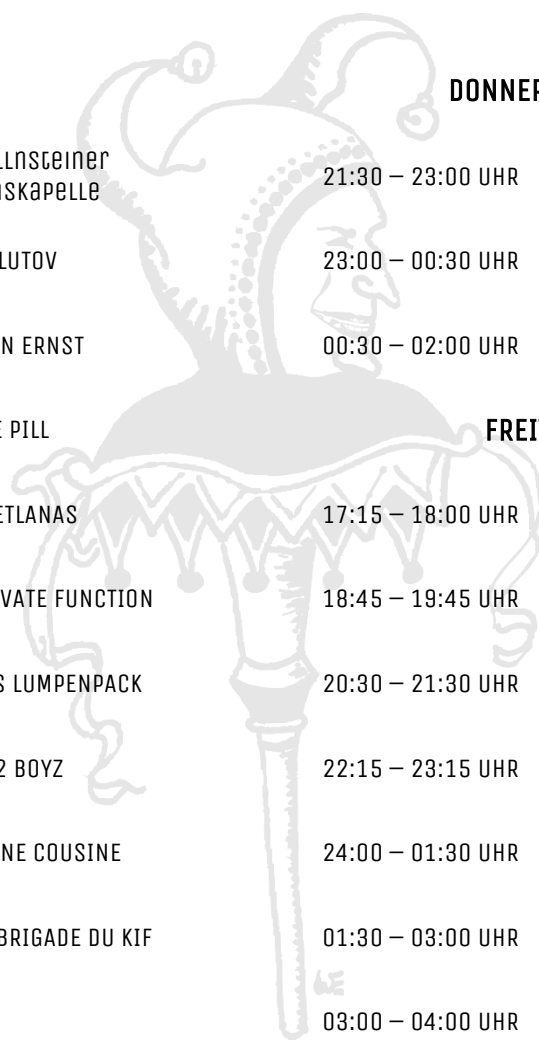 DONNER
llnsteiner
nskapelle
21:30 – 23:00 UHR
LUTOV
23:00 – 00:30 UHR
N ERNST
00:30 – 02:00 UHR
E PILL
FREI
ETLANAS
17:15 – 18:00 UHR
VATE FUNCTION
18:45 – 19:45 UHR
S LUMPENPACK
20:30 – 21:30 UHR
2 BOYZ
22:15 – 23:15 UHR
NE COUSINE
24:00 – 01:30 UHR
BRIGADE DU KIF
01:30 – 03:00 UHR
03:00 – 04:00 UHR